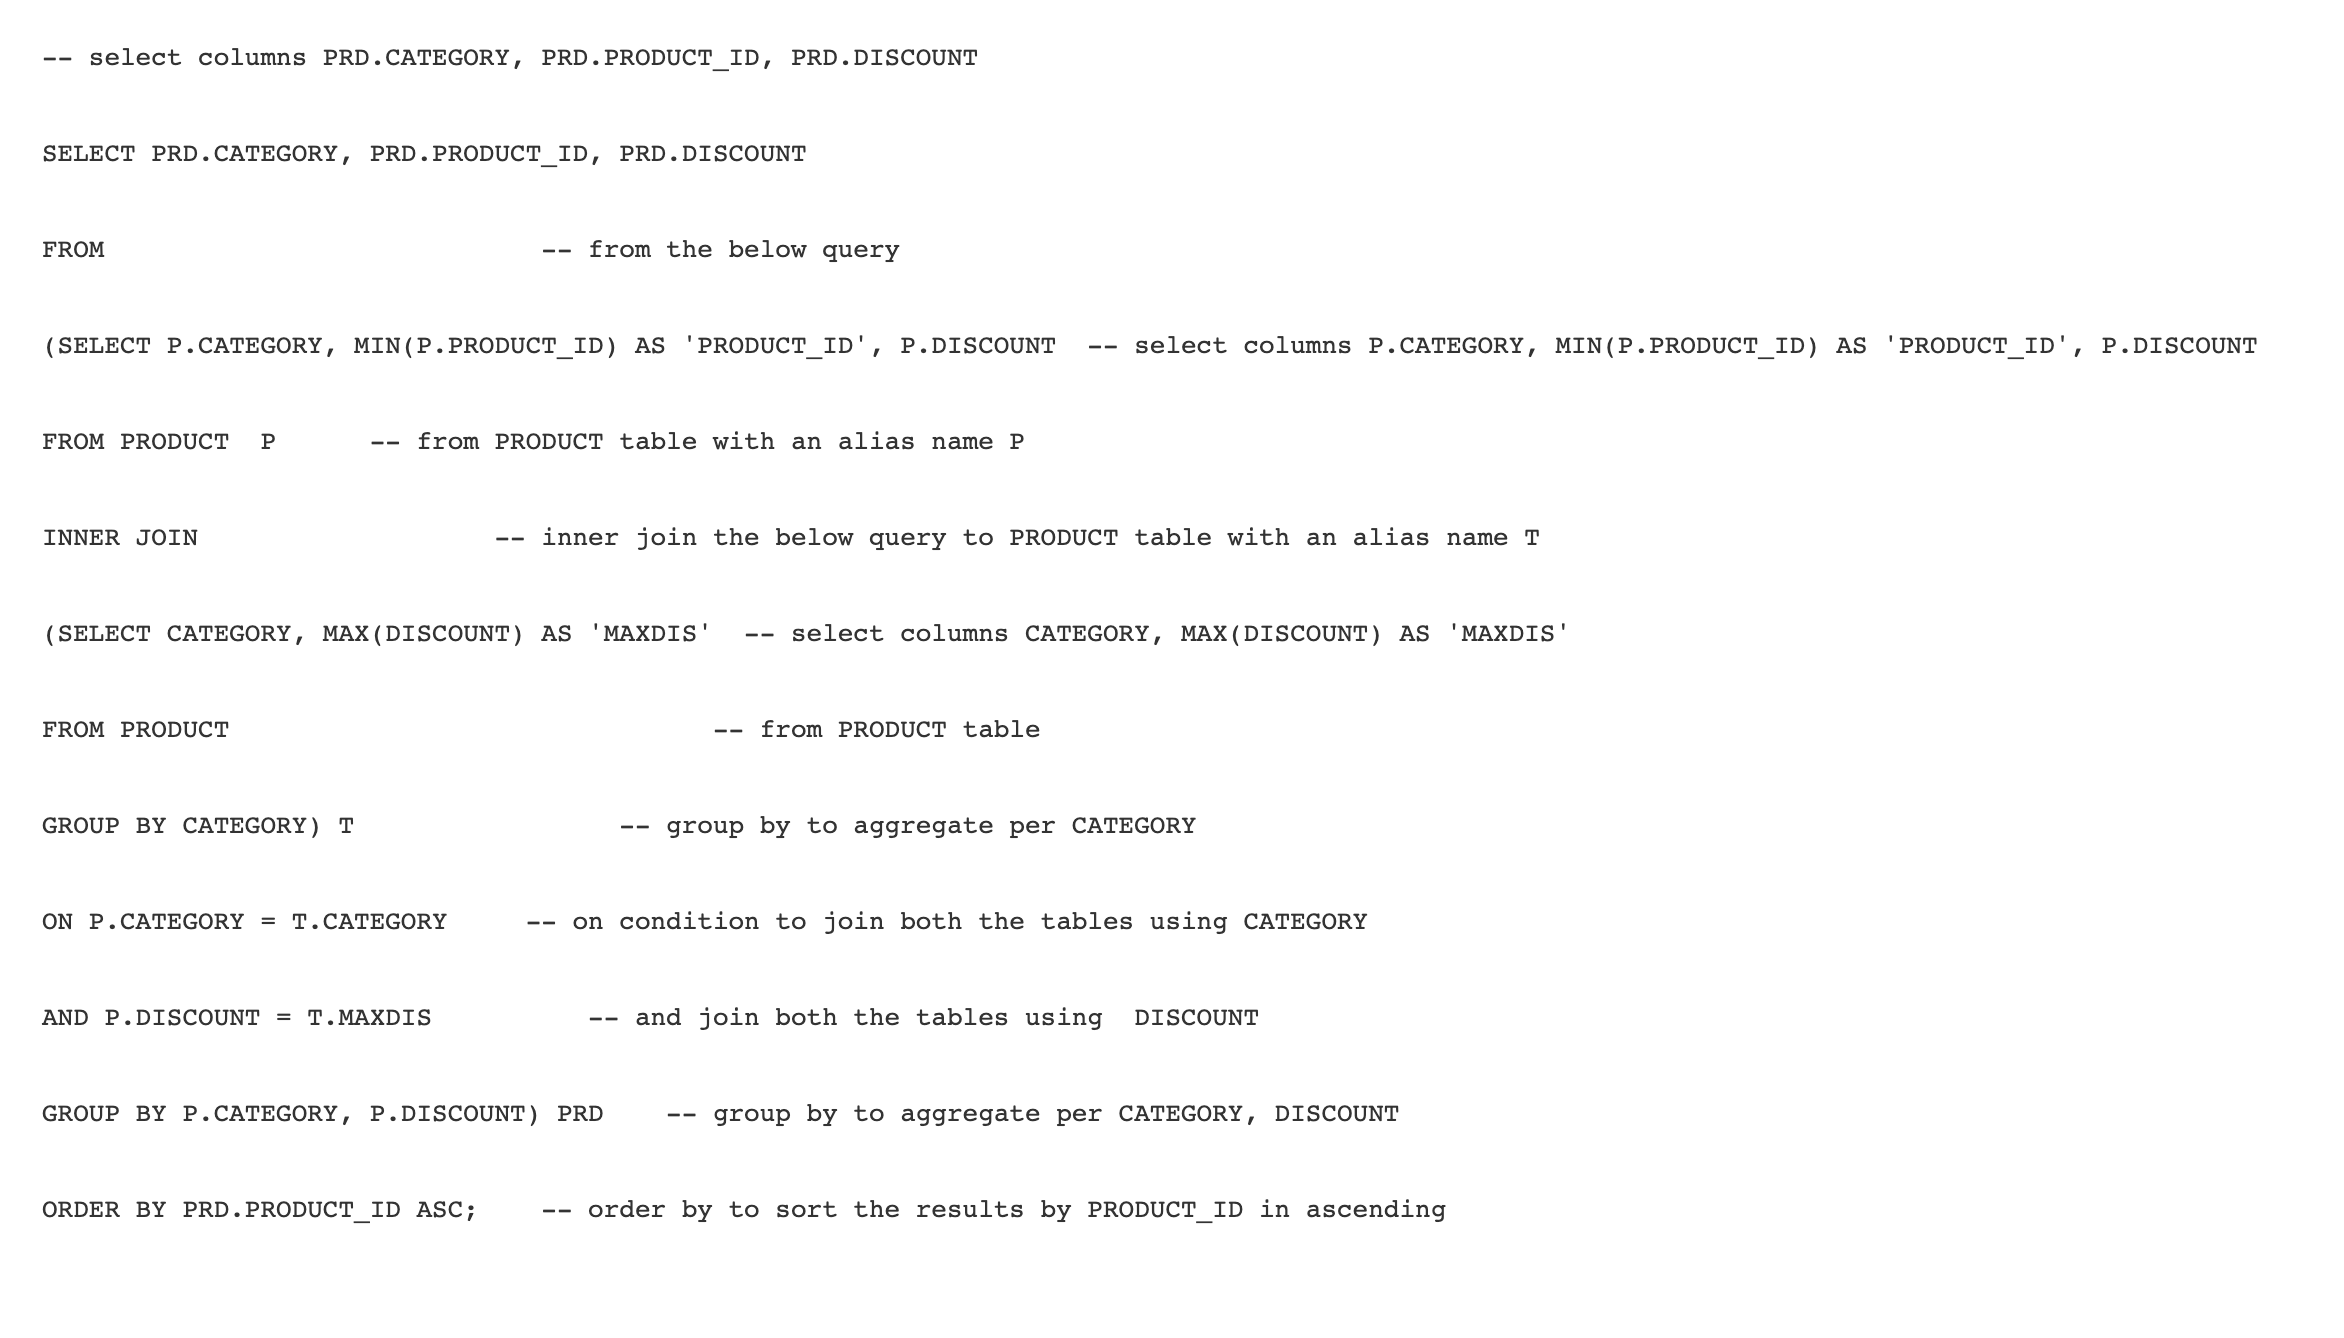 -- select columns PRD.CATEGORY, PRD.PRODUCT_ID, PRD.DISCOUNT
SELECT PRD.CATEGORY, PRD.PRODUCT_ID, PRD.DISCOUNT
FROM                            -- from the below query
(SELECT P.CATEGORY, MIN(P.PRODUCT_ID) AS 'PRODUCT_ID', P.DISCOUNT  -- select columns P.CATEGORY, MIN(P.PRODUCT_ID) AS 'PRODUCT_ID', P.DISCOUNT
FROM PRODUCT  P      -- from PRODUCT table with an alias name P
INNER JOIN                   -- inner join the below query to PRODUCT table with an alias name T
(SELECT CATEGORY, MAX(DISCOUNT) AS 'MAXDIS'  -- select columns CATEGORY, MAX(DISCOUNT) AS 'MAXDIS'
FROM PRODUCT                               -- from PRODUCT table
GROUP BY CATEGORY) T                 -- group by to aggregate per CATEGORY
ON P.CATEGORY = T.CATEGORY     -- on condition to join both the tables using CATEGORY
AND P.DISCOUNT = T.MAXDIS          -- and join both the tables using  DISCOUNT
GROUP BY P.CATEGORY, P.DISCOUNT) PRD    -- group by to aggregate per CATEGORY, DISCOUNT
ORDER BY PRD.PRODUCT_ID ASC;    -- order by to sort the results by PRODUCT_ID in ascending